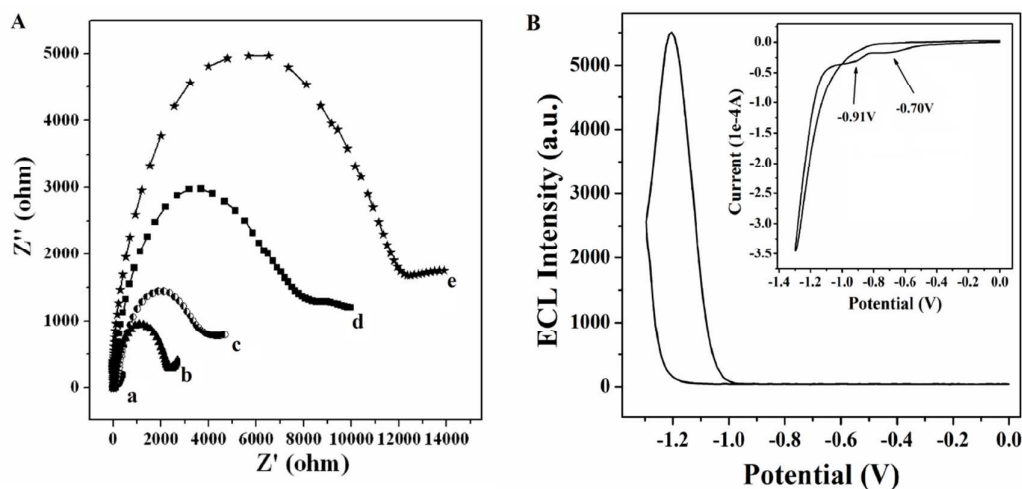 A
Z'' (ohm)
5000
4000
3000
2000
1000
0
a
b
c
d
e
0
2000
4000
6000
8000
10000
12000
14000
Z' (ohm)
B
ECL Intensity (a.u.)
5000
4000
3000
2000
1000
0
-1.2
-1.0
-0.8
-0.6
-0.4
-0.2
0.0
Potential (V)
Current (1e-4A)
0.0
-0.5
-1.0
-1.5
-2.0
-2.5
-3.0
-3.5
-0.91V
-0.70V
-1.4
-1.2
-1.0
-0.8
-0.6
-0.4
-0.2
0.0
Potential (V)